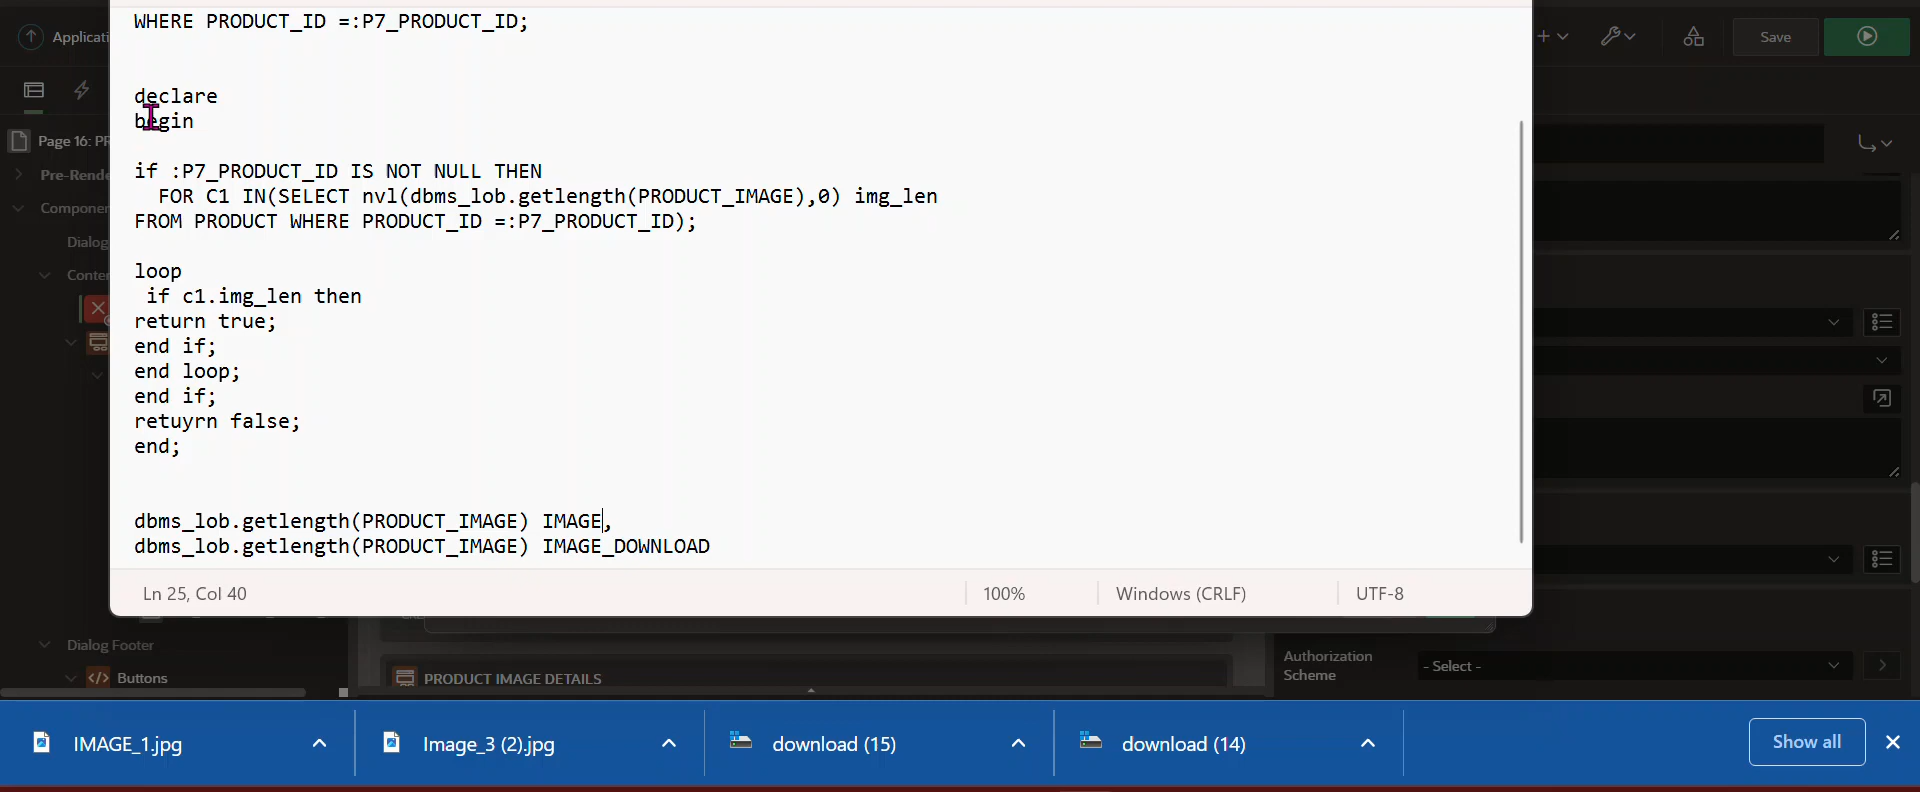 WHERE PRODUCT_ID =:P7_PRODUCT_ID;
Applicati
Save
declare
begin
Page 16: PR
if :P7_PRODUCT_ID IS NOT NULL THEN
Pre-Rende
FOR C1 IN(SELECT nvl(dbms_lob.getlength(PRODUCT_IMAGE),0) img_len
Componen
FROM PRODUCT WHERE PRODUCT_ID =:P7_PRODUCT_ID);
Dialog
loop
Conten
if c1.img_len then
return true;
end if;
end loop;
end if;
retuyrn false;
end;
dbms_lob.getlength(PRODUCT_IMAGE) IMAGE,
dbms_lob.getlength(PRODUCT_IMAGE) IMAGE_DOWNLOAD
Ln 25, Col 40
100%
Windows (CRLF)
UTF-8
Dialog Footer
Authorization
Scheme
- Select -
</> Buttons
PRODUCT IMAGE DETAILS
IMAGE_1.jpg
Image_3 (2).jpg
download (15)
download (14)
Show all